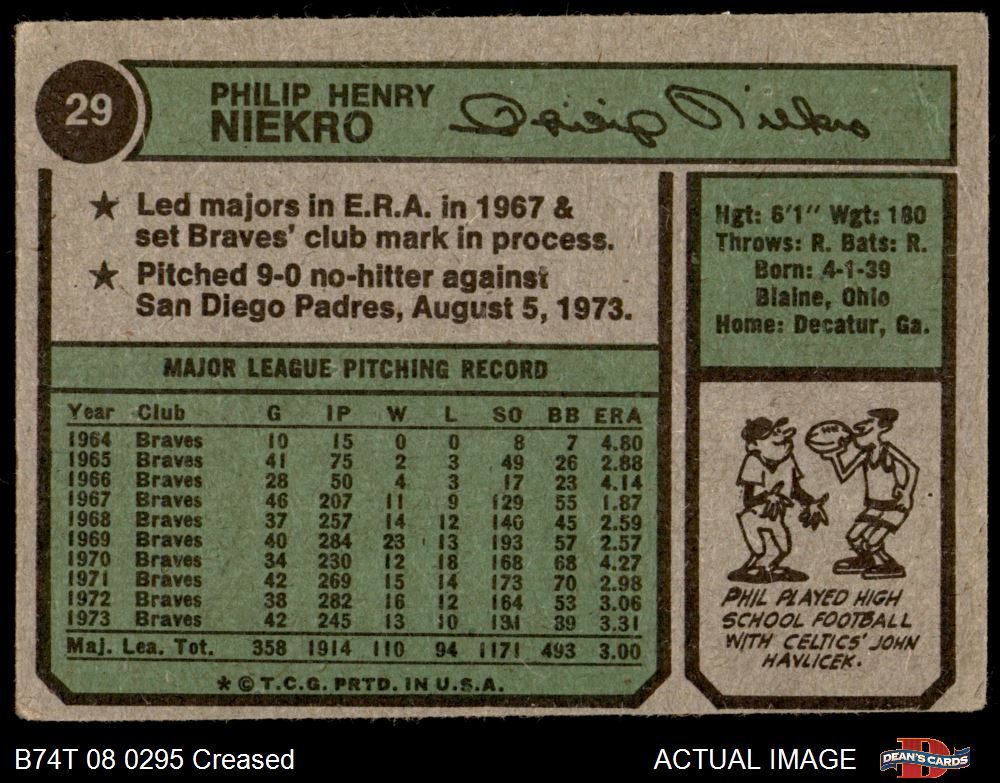 29
PHILIP HENRY
NIEKRO
Philip Niekro
★ Led majors in E.R.A. in 1967 &
set Braves' club mark in process.
★ Pitched 9-0 no-hitter against
San Diego Padres, August 5, 1973.
Hgt: 6'1" Wgt: 180
Throws: R. Bats: R.
Born: 4-1-39
Blaine, Ohio
Home: Decatur, Ga.
MAJOR LEAGUE PITCHING RECORD
Year Club G IP W L SO BB ERA
1964 Braves 10 15 0 0 8 7 4.80
1965 Braves 41 75 2 3 49 26 2.88
1966 Braves 28 50 4 3 17 23 4.14
1967 Braves 46 207 11 9 129 55 1.87
1968 Braves 37 257 14 12 140 45 2.59
1969 Braves 40 284 23 13 193 57 2.57
1970 Braves 34 230 12 18 168 68 4.27
1971 Braves 42 269 15 14 173 70 2.98
1972 Braves 38 282 16 12 164 53 3.06
1973 Braves 42 245 13 10 131 39 3.31
Maj. Lea. Tot. 358 1914 110 94 1171 493 3.00
* © T.C.G. PRTD. IN U.S.A.
PHIL PLAYED HIGH
SCHOOL FOOTBALL
WITH CELTICS' JOHN
HAVLICEK.
B74T 08 0295 Creased
ACTUAL IMAGE
D
DEAN'S CARDS